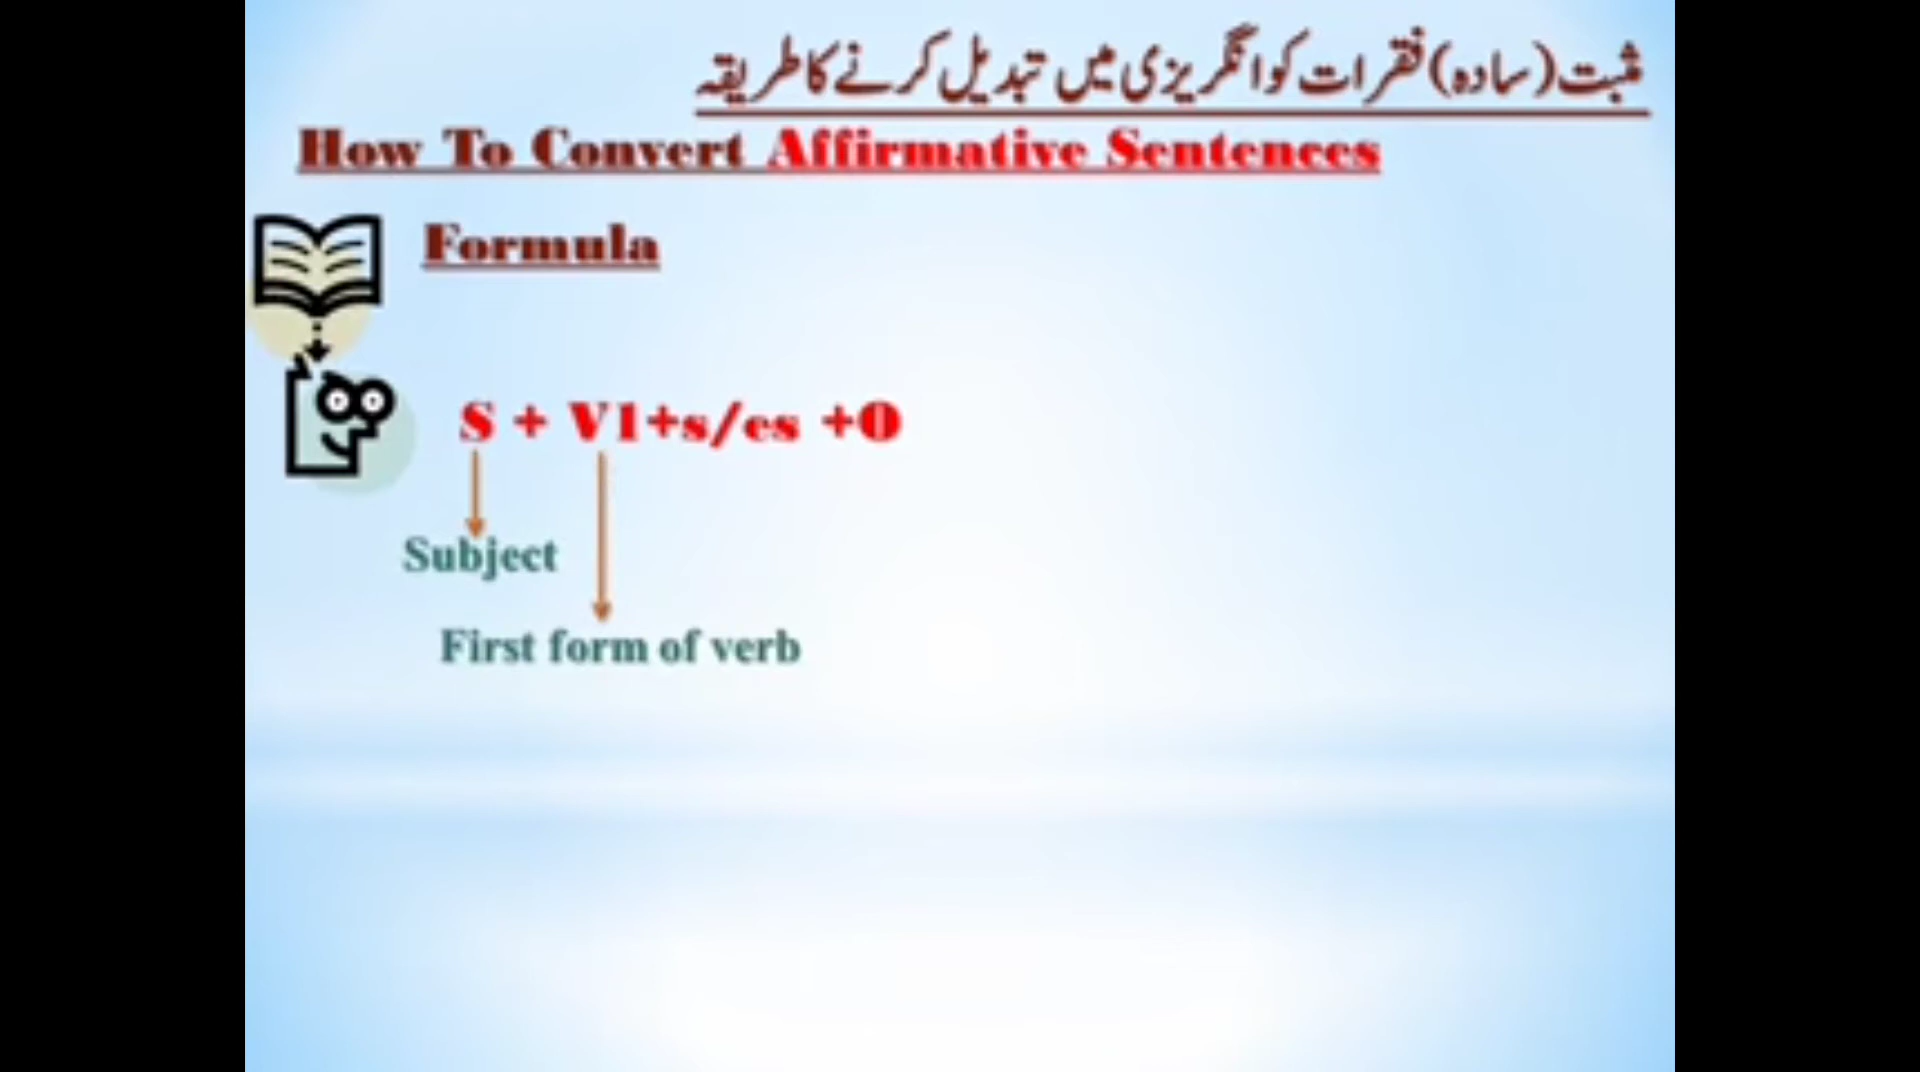 مثبت (سادہ) فقرات کو انگریزی میں تبدیل کرنے کا طریقہ
How To Convert Affirmative Sentences
Formula
S + V1+s/es +O
Subject
First form of verb